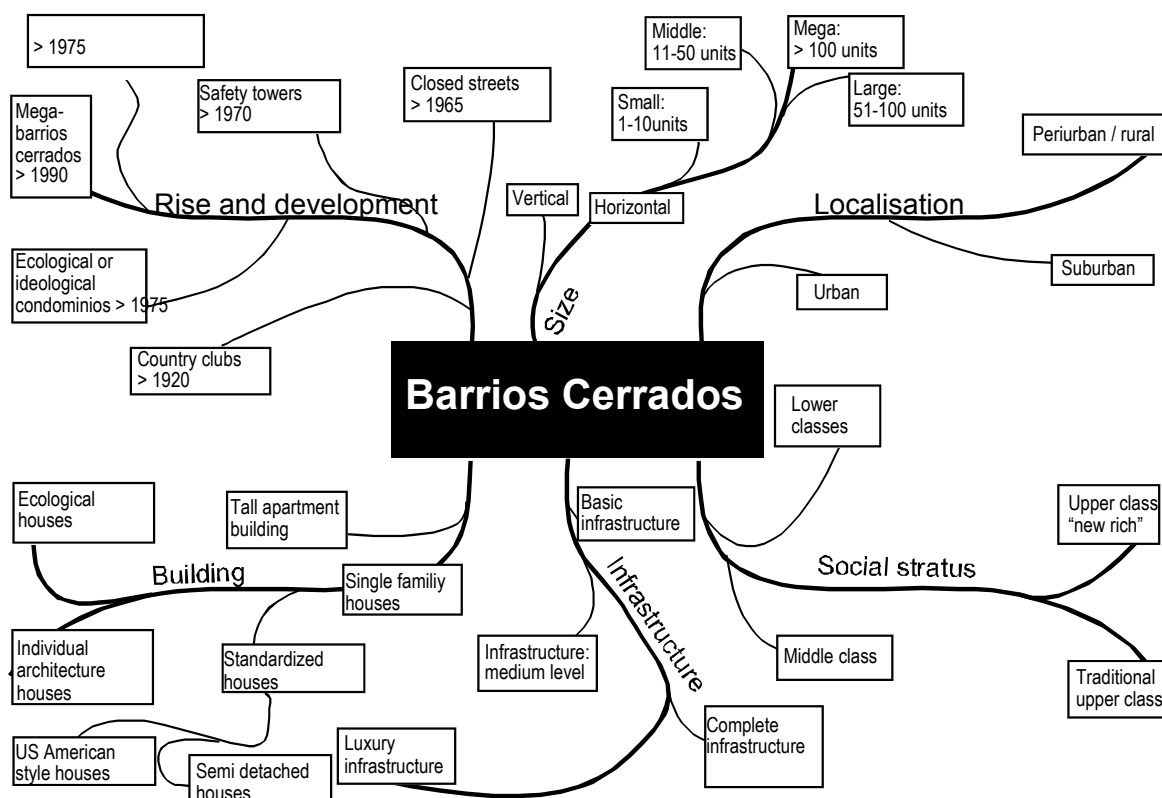 > 1975
Safety towers
> 1970
Closed streets
> 1965
Mega-
barrios
cerrados
> 1990
Rise and development
Ecological or
ideological
condominios > 1975
Country clubs
> 1920
Middle:
11-50 units
Mega:
> 100 units
Small:
1-10units
Large:
51-100 units
Vertical
Horizontal
Size
Periurban / rural
Localisation
Suburban
Urban
Barrios Cerrados
Lower
classes
Ecological
houses
Tall apartment
building
Building
Single familiy
houses
Individual
architecture
houses
Standardized
houses
US American
style houses
Semi detached
houses
Basic
infrastructure
Infrastructure
Infrastructure:
medium level
Luxury
infrastructure
Complete
infrastructure
Upper class
“new rich”
Social stratus
Middle class
Traditional
upper class